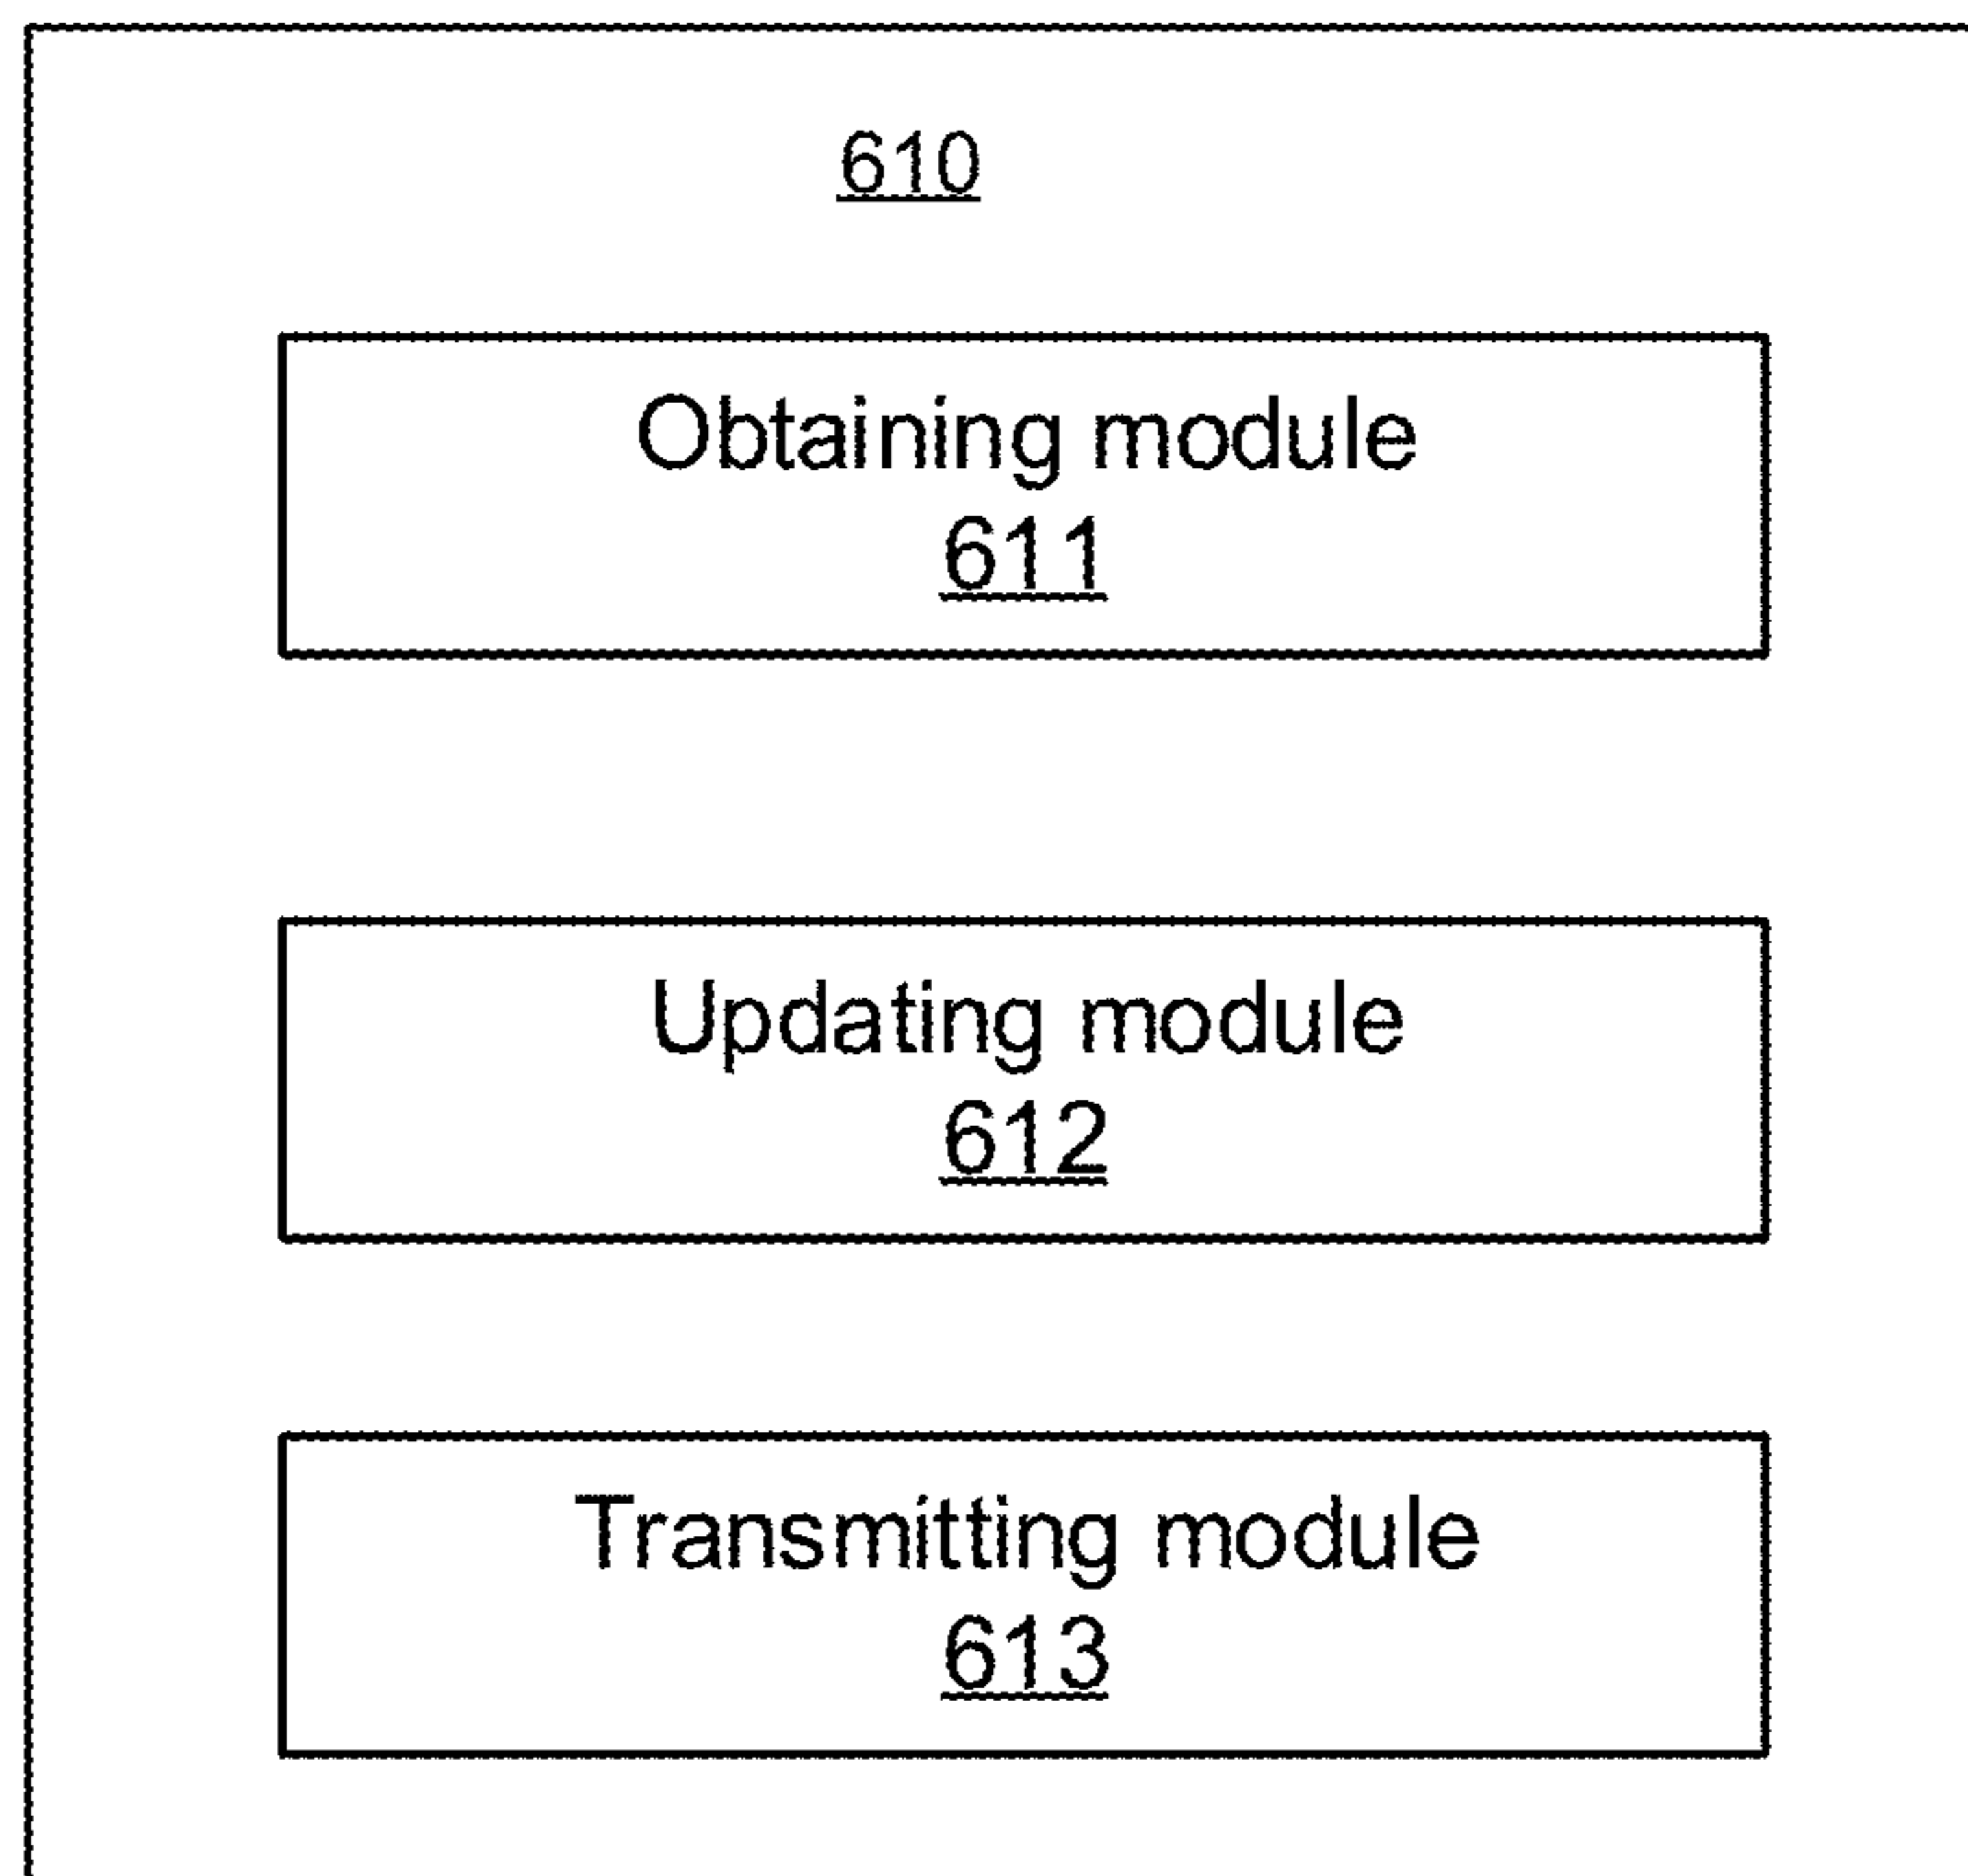 610
Obtaining module
611
Updating module
612
Transmitting module
613